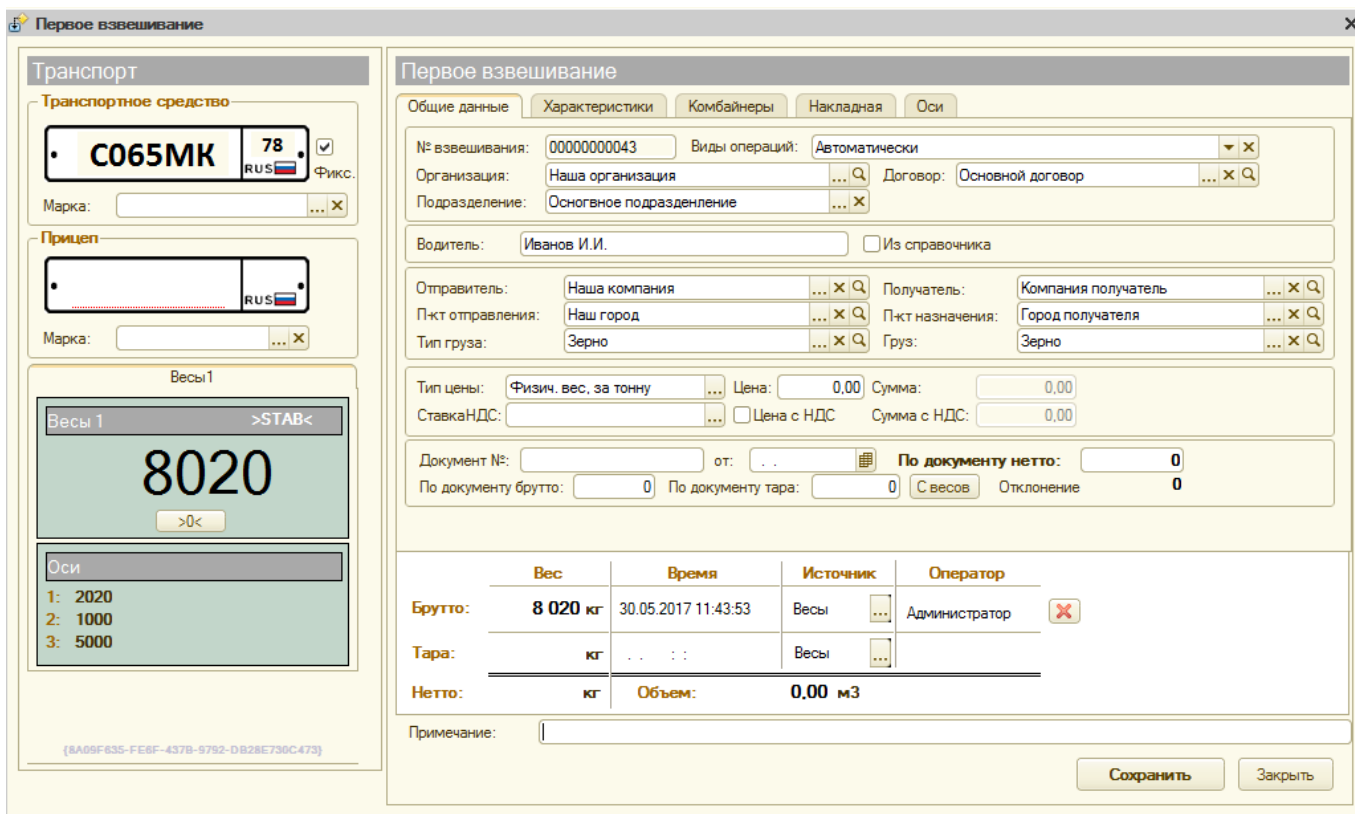 Первое взвешивание
Транспорт
Транспортное средство
С065МК 78 RUS
Фикс.
Марка: ... x
Прицеп
RUS
Марка: ... x
Весы1
Весы 1 >STAB<
8020
>0<
Оси
1: 2020
2: 1000
3: 5000
{8A09F635-FE6F-437B-9792-DB28E730C473}
Первое взвешивание
Общие данные Характеристики Комбайнеры Накладная Оси
№ взвешивания: 00000000043 Виды операций: Автоматически
Организация: Наша организация ... Договор: Основной договор ... x
Подразделение: Осногвное подразденление ... x
Водитель: Иванов И.И. Из справочника
Отправитель: Наша компания ... x Получатель: Компания получатель ... x
П-кт отправления: Наш город ... x П-кт назначения: Город получателя ... x
Тип груза: Зерно ... x Груз: Зерно ... x
Тип цены: Физич. вес, за тонну ... Цена: 0,00 Сумма: 0,00
СтавкаНДС: ... Цена с НДС Сумма с НДС: 0,00
Документ №: от: . . По документу нетто: 0
По документу брутто: 0 По документу тара: 0 С весов Отклонение 0
Вес Время Источник Оператор
Брутто: 8 020 кг 30.05.2017 11:43:53 Весы ... Администратор
Тара: кг . . : : Весы ...
Нетто: кг Объем: 0,00 м3
Примечание:
Сохранить Закрыть